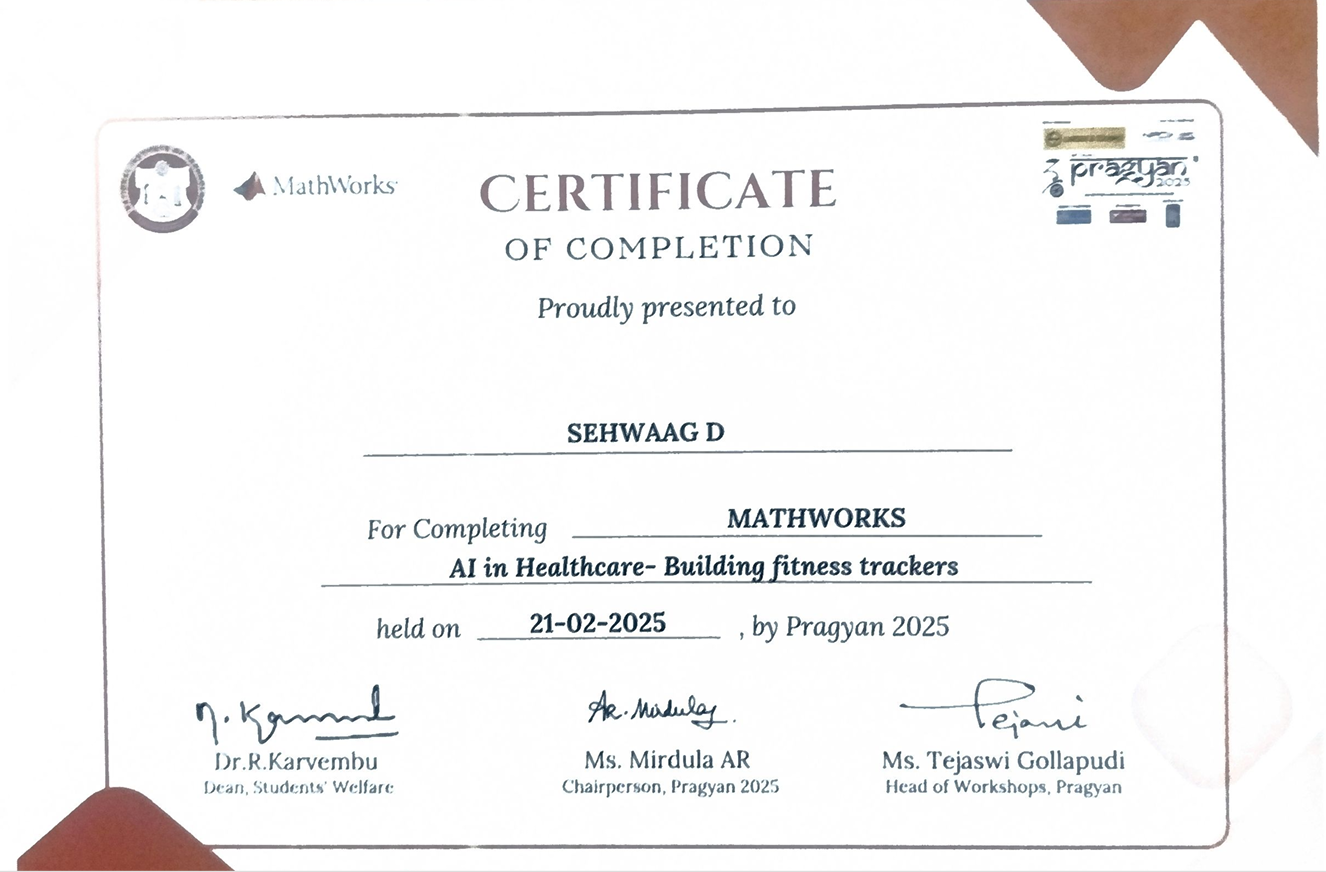 MathWorks
pragyan
2025
CERTIFICATE
OF COMPLETION
Proudly presented to
SEHWAAG D
For Completing MATHWORKS
AI in Healthcare- Building fitness trackers
held on 21-02-2025 , by Pragyan 2025
Ar. Mirdula
Tejaswi
Dr.R.Karvembu
Ms. Mirdula AR
Ms. Tejaswi Gollapudi
Dean, Students' Welfare
Chairperson, Pragyan 2025
Head of Workshops, Pragyan